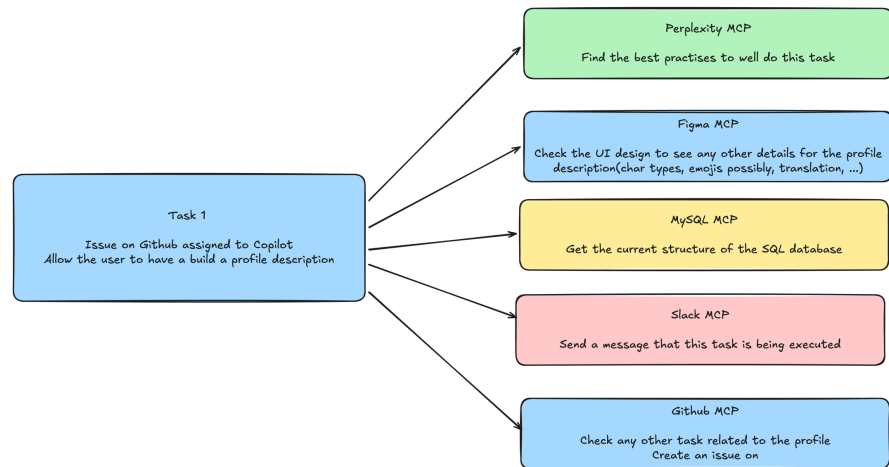 Perplexity MCP
Find the best practises to well do this task
Figma MCP
Check the UI design to see any other details for the profile
description(char types, emojis possibly, translation, ...)
Task 1
Issue on Github assigned to Copilot
Allow the user to have a build a profile description
MySQL MCP
Get the current structure of the SQL database
Slack MCP
Send a message that this task is being executed
Github MCP
Check any other task related to the profile
Create an issue on